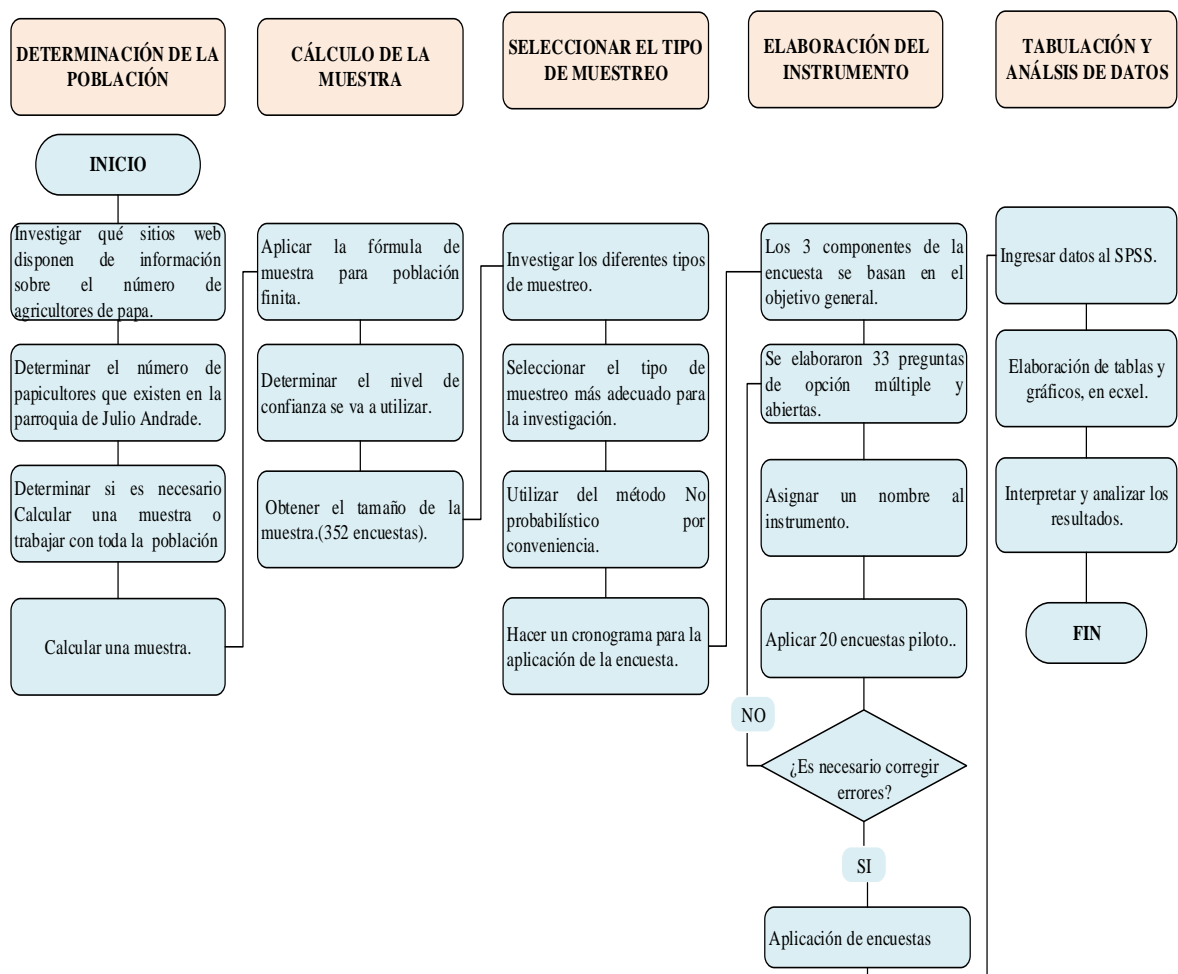 DETERMINACIÓN DE LA
POBLACIÓN
CÁLCULO DE LA
MUESTRA
SELECCIONAR EL TIPO
DE MUESTREO
ELABORACIÓN DEL
INSTRUMENTO
TABULACIÓN Y
ANÁLSIS DE DATOS
INICIO
Investigar qué sitios web
disponen de información
sobre el número de
agricultores de papa.
Determinar el número de
papicultores que existen en la
parroquia de Julio Andrade.
Determinar si es necesario
Calcular una muestra o
trabajar con toda la población
Calcular una muestra.
Aplicar la fórmula de
muestra para población
finita.
Determinar el nivel de
confianza se va a utilizar.
Obtener el tamaño de la
muestra.(352 encuestas).
Investigar los diferentes tipos
de muestreo.
Seleccionar el tipo de
muestreo más adecuado para
la investigación.
Utilizar del método No
probabilístico por
conveniencia.
Hacer un cronograma para la
aplicación de la encuesta.
Los 3 componentes de la
encuesta se basan en el
objetivo general.
Se elaboraron 33 preguntas
de opción múltiple y
abiertas.
Asignar un nombre al
instrumento.
Aplicar 20 encuestas piloto..
NO
¿Es necesario corregir
errores?
SI
Aplicación de encuestas
Ingresar datos al SPSS.
Elaboración de tablas y
gráficos, en ecxel.
Interpretar y analizar los
resultados.
FIN